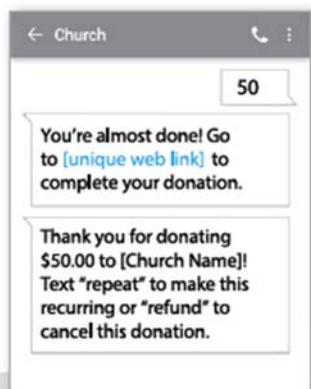 Church
50
You're almost done! Go
to [unique web link] to
complete your donation.
Thank you for donating
$50.00 to [Church Name]!
Text "repeat" to make this
recurring or "refund" to
cancel this donation.